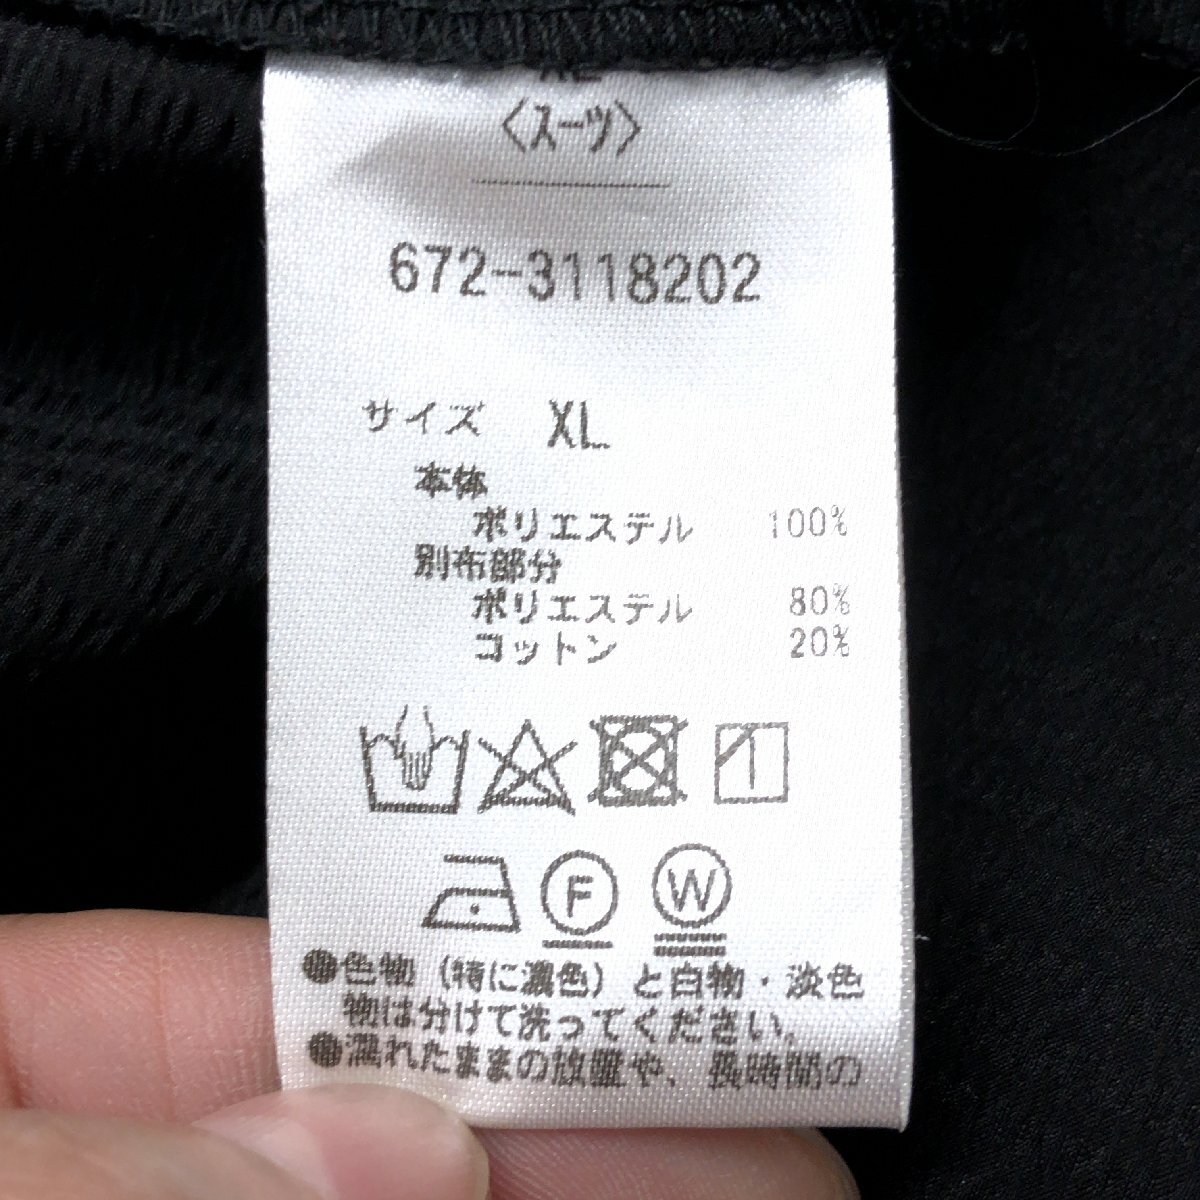 〈スーツ〉
672-3118202
サイズ XL
本体
ポリエステル 100%
別布部分
ポリエステル 80%
コットン 20%
F W
●色物（特に濃色）と白物・淡色
物は分けて洗ってください。
●濡れたままの放置や、長時間の